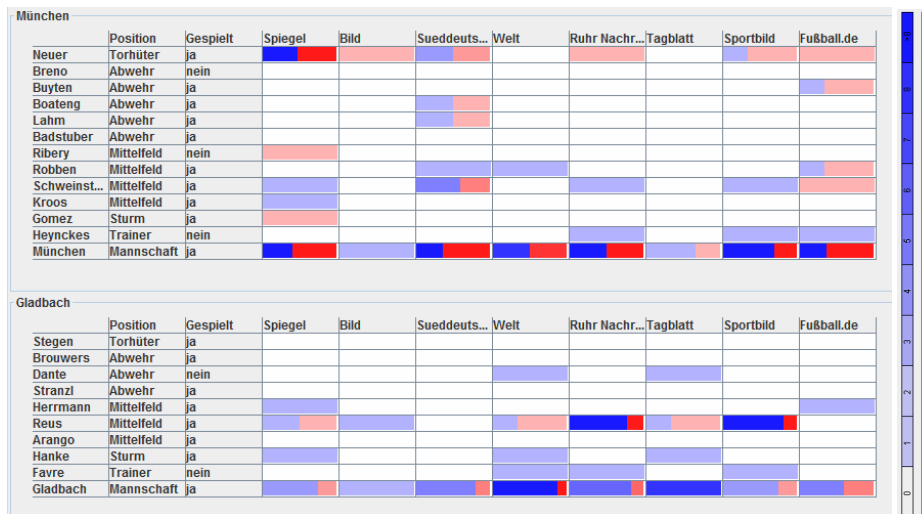 München
Position Gespielt Spiegel Bild Sueddeuts... Welt Ruhr Nachr... Tagblatt Sportbild Fußball.de
Neuer Torhüter ja
Breno Abwehr nein
Buyten Abwehr ja
Boateng Abwehr ja
Lahm Abwehr ja
Badstuber Abwehr ja
Ribery Mittelfeld nein
Robben Mittelfeld ja
Schweinst... Mittelfeld ja
Kroos Mittelfeld ja
Gomez Sturm ja
Heynckes Trainer nein
München Mannschaft ja
Gladbach
Position Gespielt Spiegel Bild Sueddeuts... Welt Ruhr Nachr... Tagblatt Sportbild Fußball.de
Stegen Torhüter ja
Brouwers Abwehr ja
Dante Abwehr nein
Stranzl Abwehr ja
Herrmann Mittelfeld ja
Reus Mittelfeld ja
Arango Mittelfeld ja
Hanke Sturm ja
Favre Trainer nein
Gladbach Mannschaft ja
8
7
6
5
4
3
2
1
0